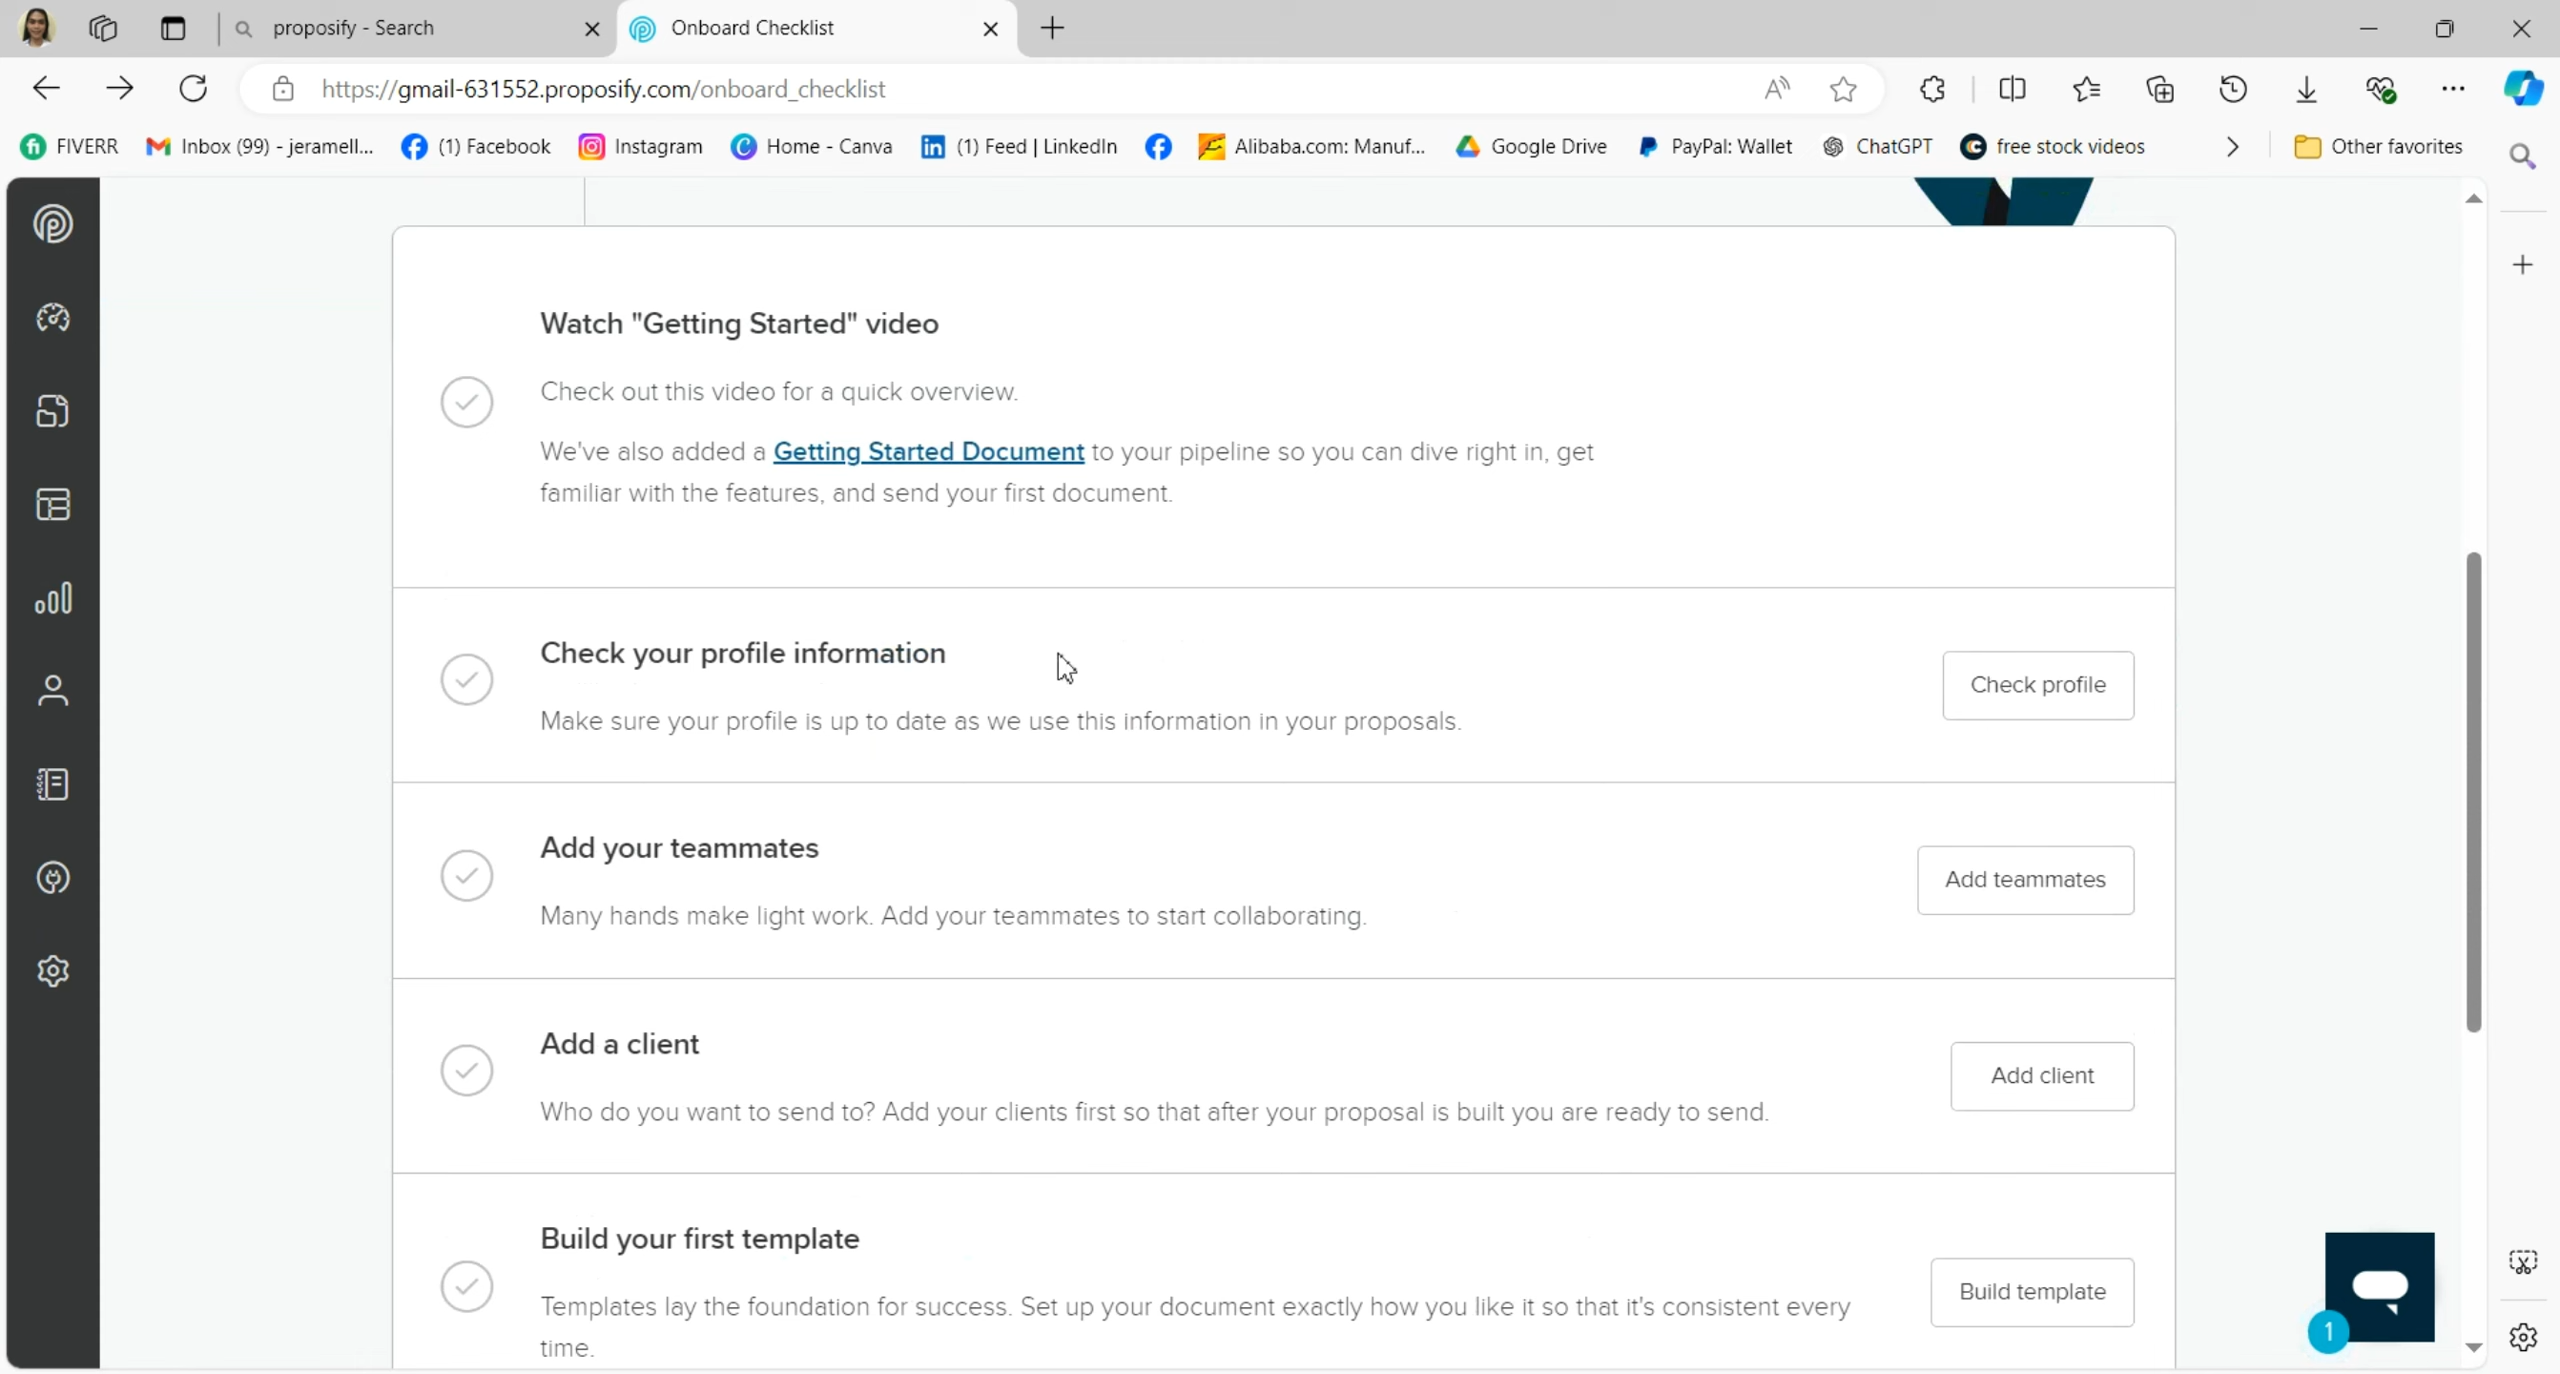 proposify - Search
Onboard Checklist
https://gmail-631552.proposify.com/onboard_checklist
FIVERR
Inbox (99) - jeramell...
(1) Facebook
Instagram
Home - Canva
(1) Feed | LinkedIn
Alibaba.com: Manuf...
Google Drive
PayPal: Wallet
ChatGPT
free stock videos
Other favorites
Watch "Getting Started" video
Check out this video for a quick overview.
We've also added a Getting Started Document to your pipeline so you can dive right in, get
familiar with the features, and send your first document.
Check your profile information
Check profile
Make sure your profile is up to date as we use this information in your proposals.
Add your teammates
Add teammates
Many hands make light work. Add your teammates to start collaborating.
Add a client
Add client
Who do you want to send to? Add your clients first so that after your proposal is built you are ready to send.
Build your first template
Build template
Templates lay the foundation for success. Set up your document exactly how you like it so that it's consistent every
time.
1